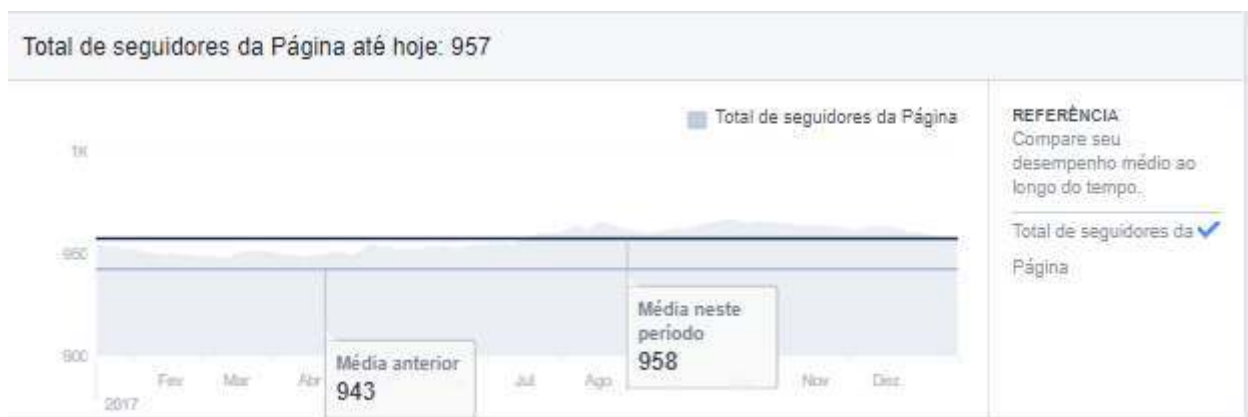 Total de seguidores da Página até hoje: 957
Total de seguidores da Página
1K
950
900
Fev Mar Abr Jul Ago Nov Dez
2017
Média anterior
943
Média neste
período
958
REFERÊNCIA
Compare seu
desempenho médio ao
longo do tempo.
Total de seguidores da
Página